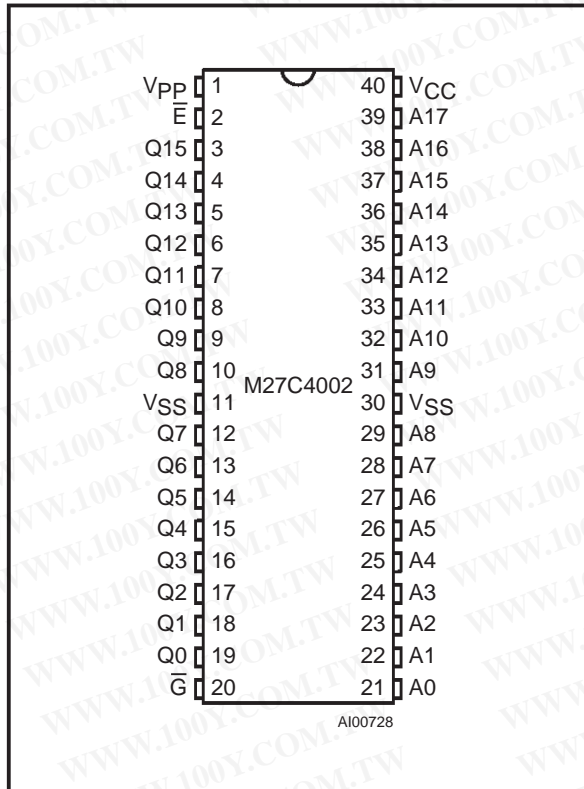 VPP 1 40 VCC
E̅ 2 39 A17
Q15 3 38 A16
Q14 4 37 A15
Q13 5 36 A14
Q12 6 35 A13
Q11 7 34 A12
Q10 8 33 A11
Q9 9 32 A10
Q8 10 31 A9
M27C4002
VSS 11 30 VSS
Q7 12 29 A8
Q6 13 28 A7
Q5 14 27 A6
Q4 15 26 A5
Q3 16 25 A4
Q2 17 24 A3
Q1 18 23 A2
Q0 19 22 A1
G̅ 20 21 A0
AI00728
WWW.100Y.COM.TW